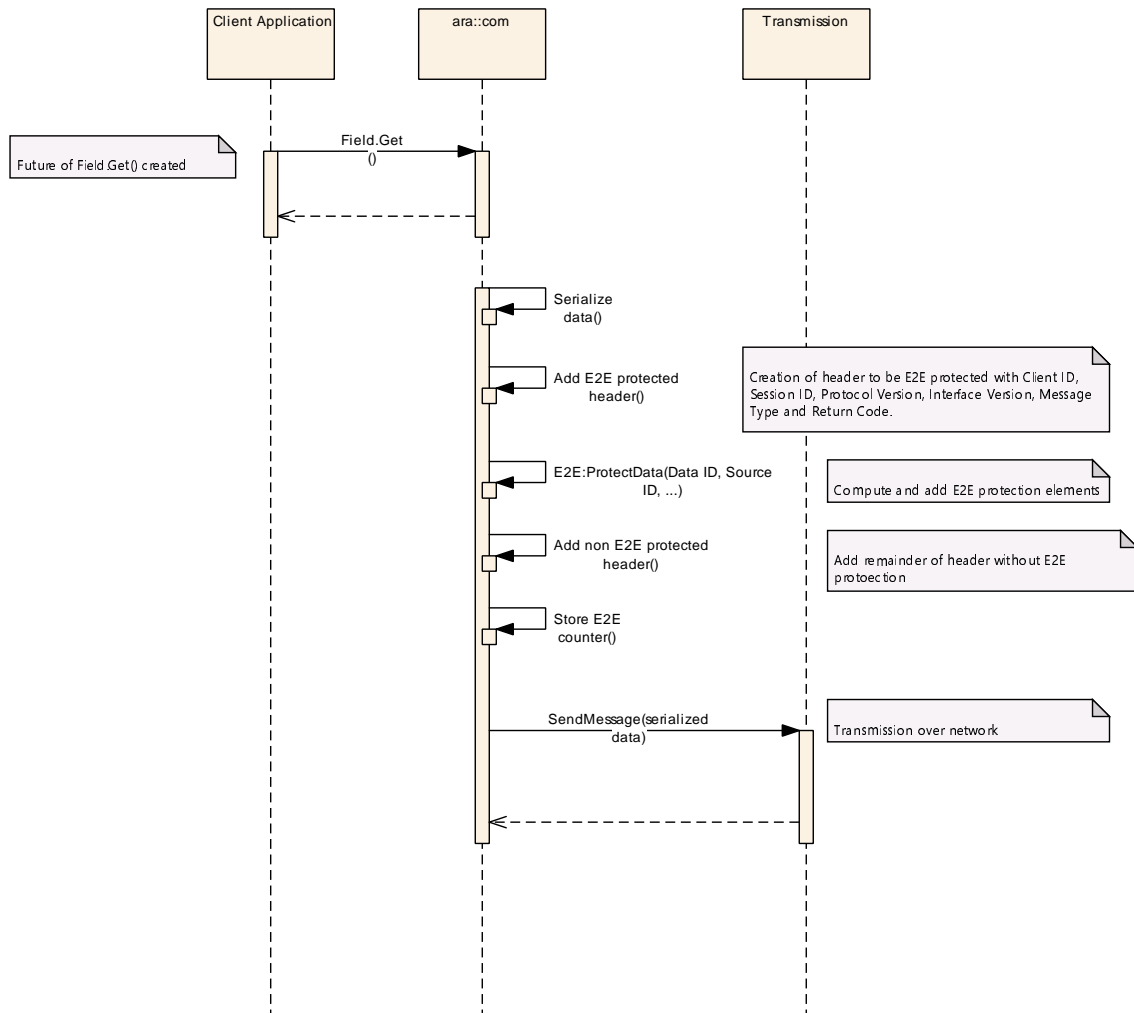 Client Application
ara::com
Transmission
Field.Get
()
Future of Field.Get() created
Serialize
data()
Add E2E protected
header()
Creation of header to be E2E protected with Client ID,
Session ID, Protocol Version, Interface Version, Message
Type and Return Code.
E2E:ProtectData(Data ID, Source
ID, ...)
Compute and add E2E protection elements
Add non E2E protected
header()
Add remainder of header without E2E
protoection
Store E2E
counter()
SendMessage(serialized
data)
Transmission over network